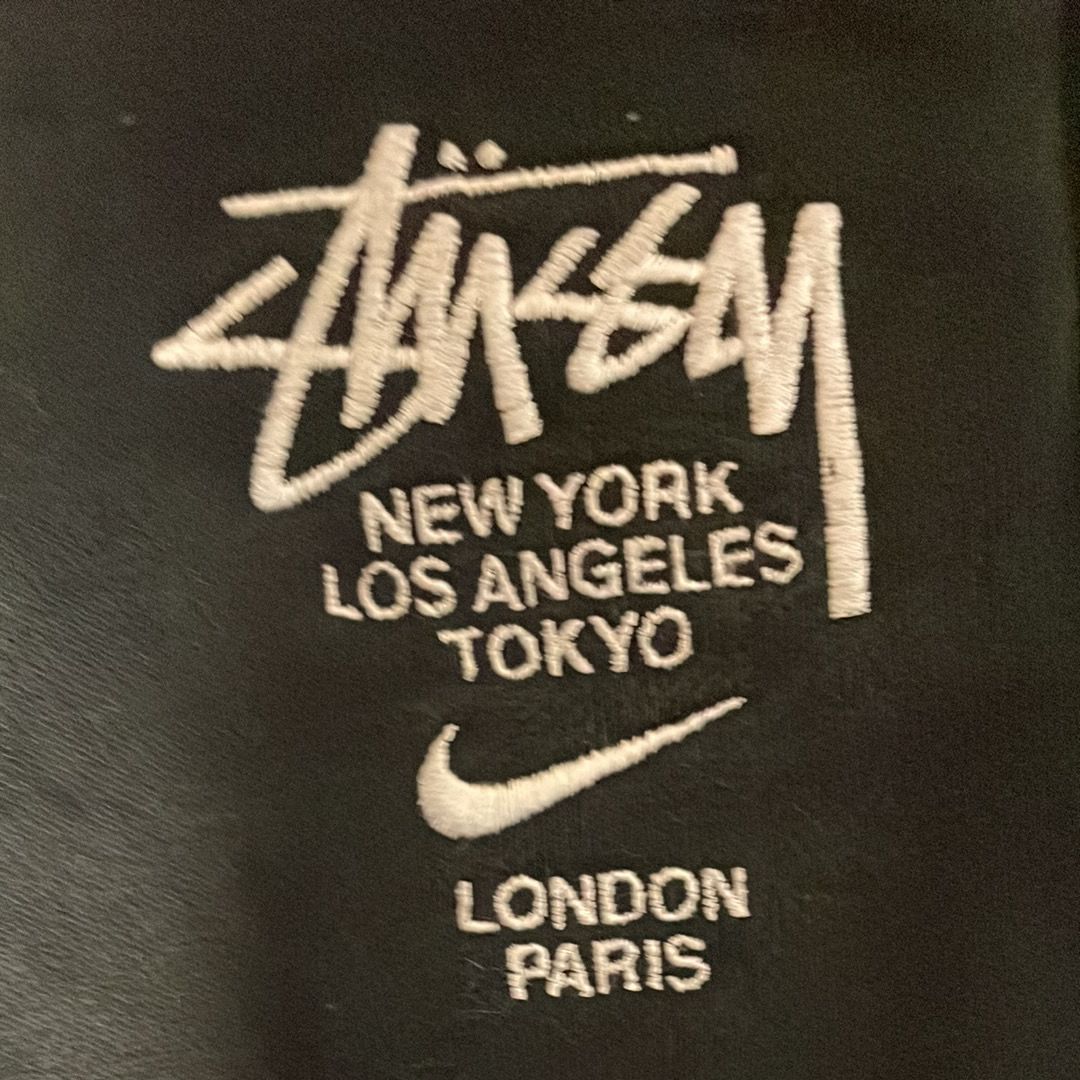 Stüssy
NEW YORK
LOS ANGELES
TOKYO
LONDON
PARIS